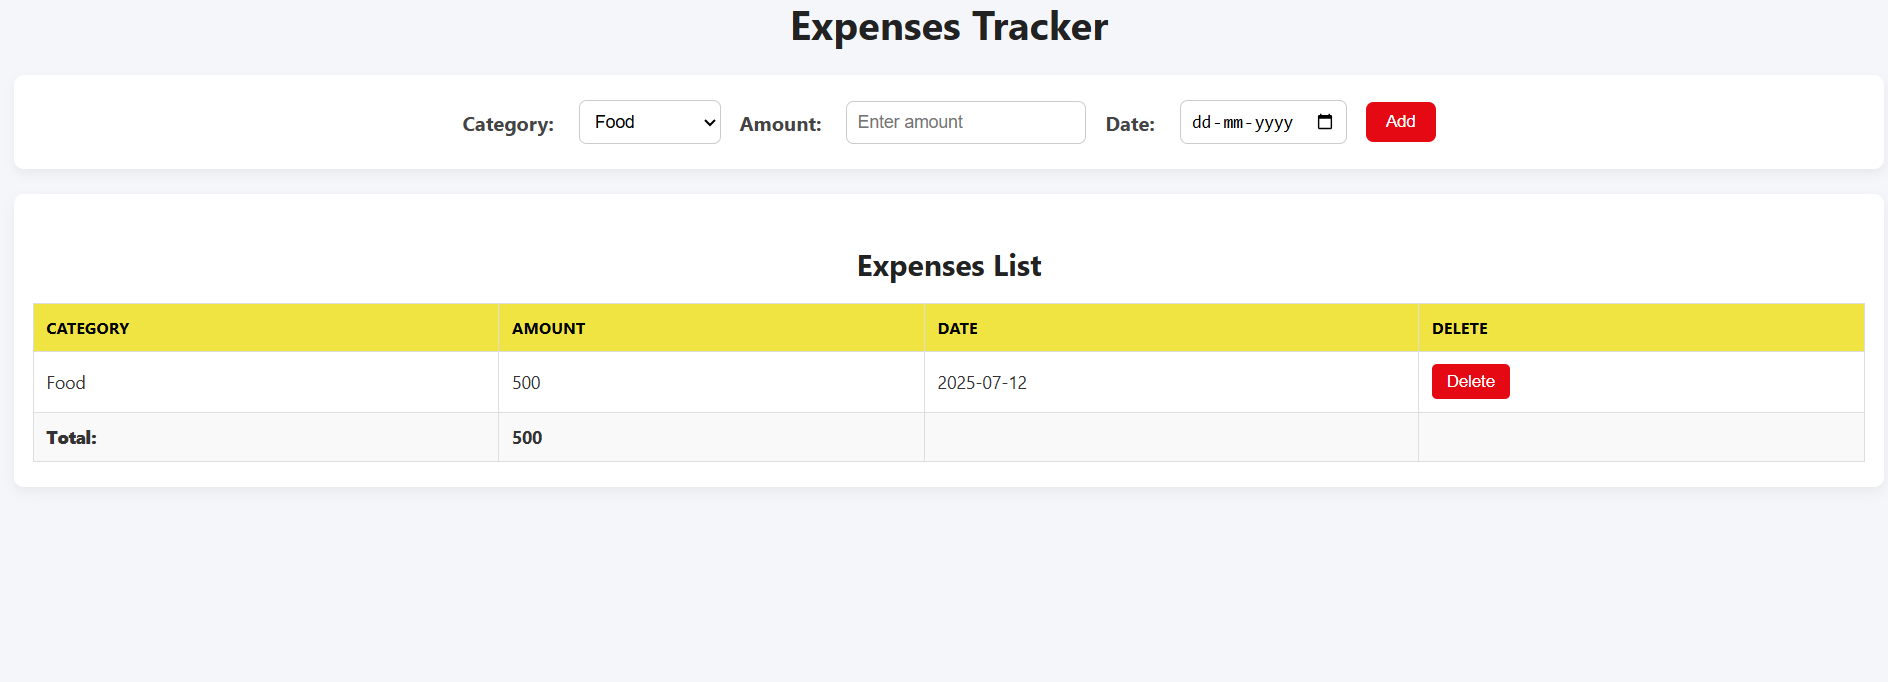 Expenses Tracker
Category: Food Amount: Enter amount Date: dd-mm-yyyy Add
Expenses List
CATEGORY AMOUNT DATE DELETE
Food 500 2025-07-12 Delete
Total: 500